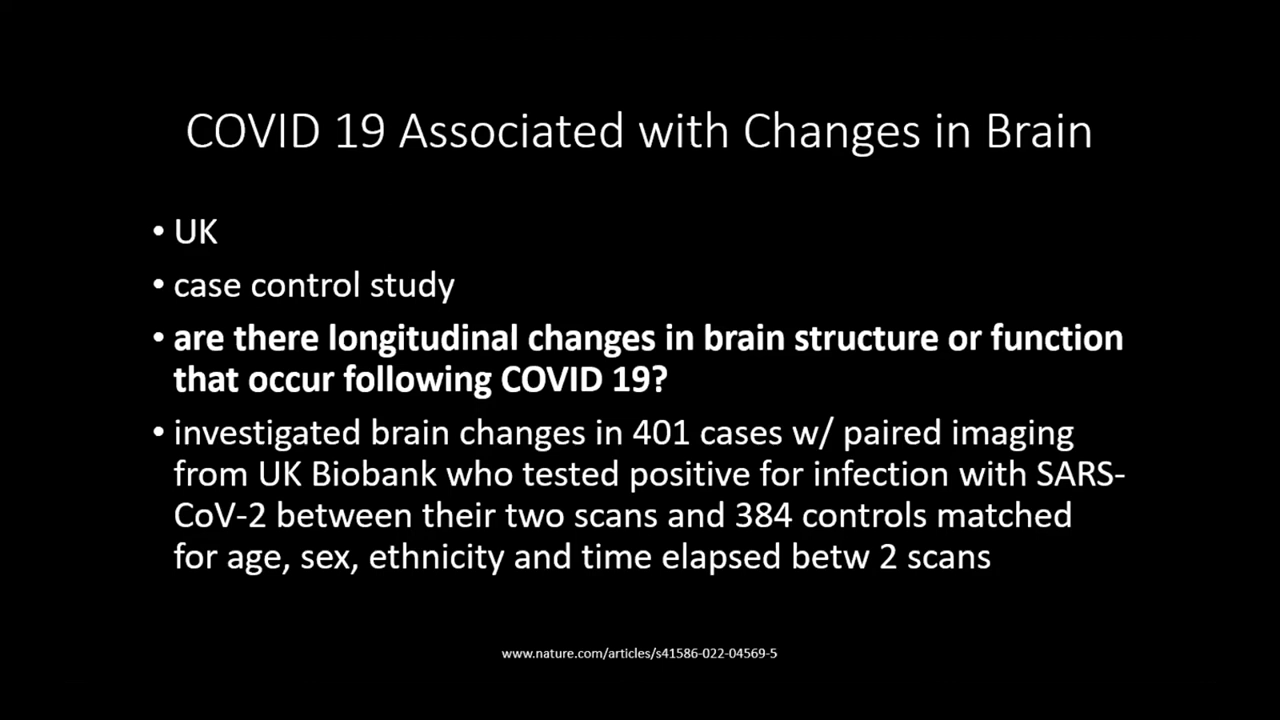 COVID 19 Associated with Changes in Brain
• UK
• case control study
• are there longitudinal changes in brain structure or function
that occur following COVID 19?
• investigated brain changes in 401 cases w/ paired imaging
from UK Biobank who tested positive for infection with SARS-
CoV-2 between their two scans and 384 controls matched
for age, sex, ethnicity and time elapsed betw 2 scans
www.nature.com/articles/s41586-022-04569-5